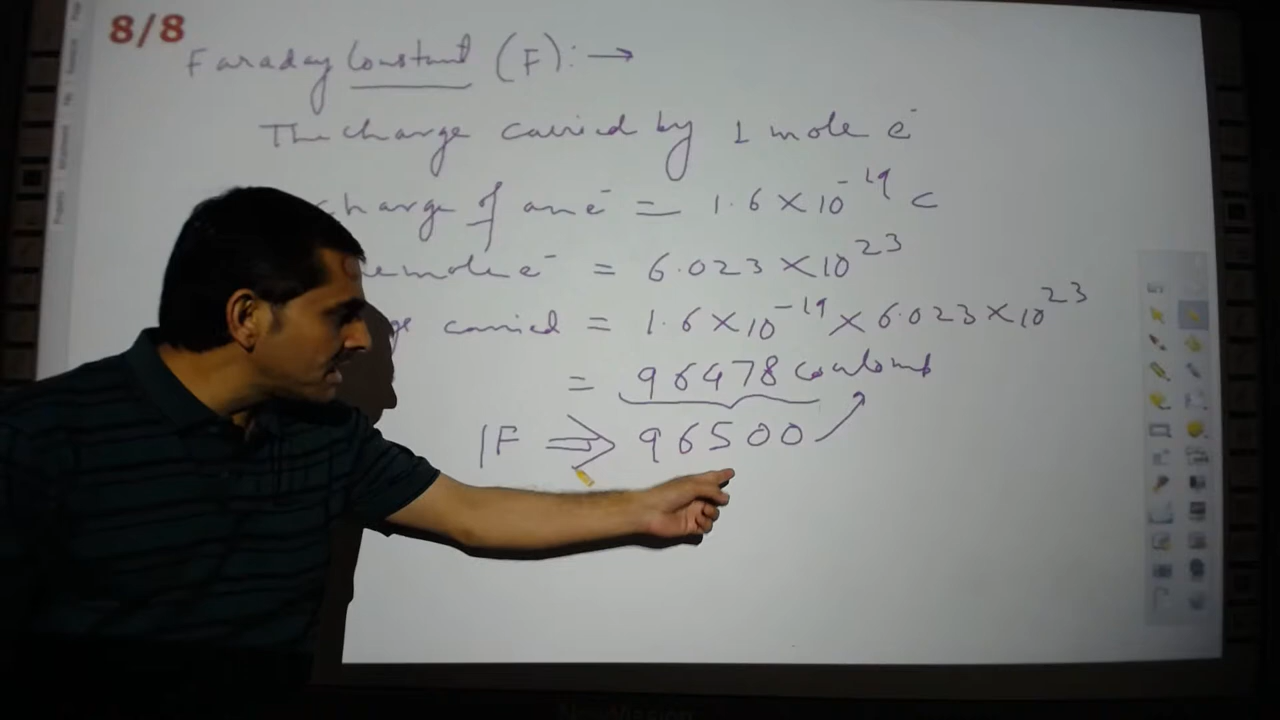 8/8
Faraday Constant (F): →
The charge carried by 1 mole e⁻
charge of an e⁻ = 1.6 × 10⁻¹⁹ C
mole e⁻ = 6.023 × 10²³
carried = 1.6 × 10⁻¹⁹ × 6.023 × 10²³
= 96478 coulomb
1F ⇒ 96500